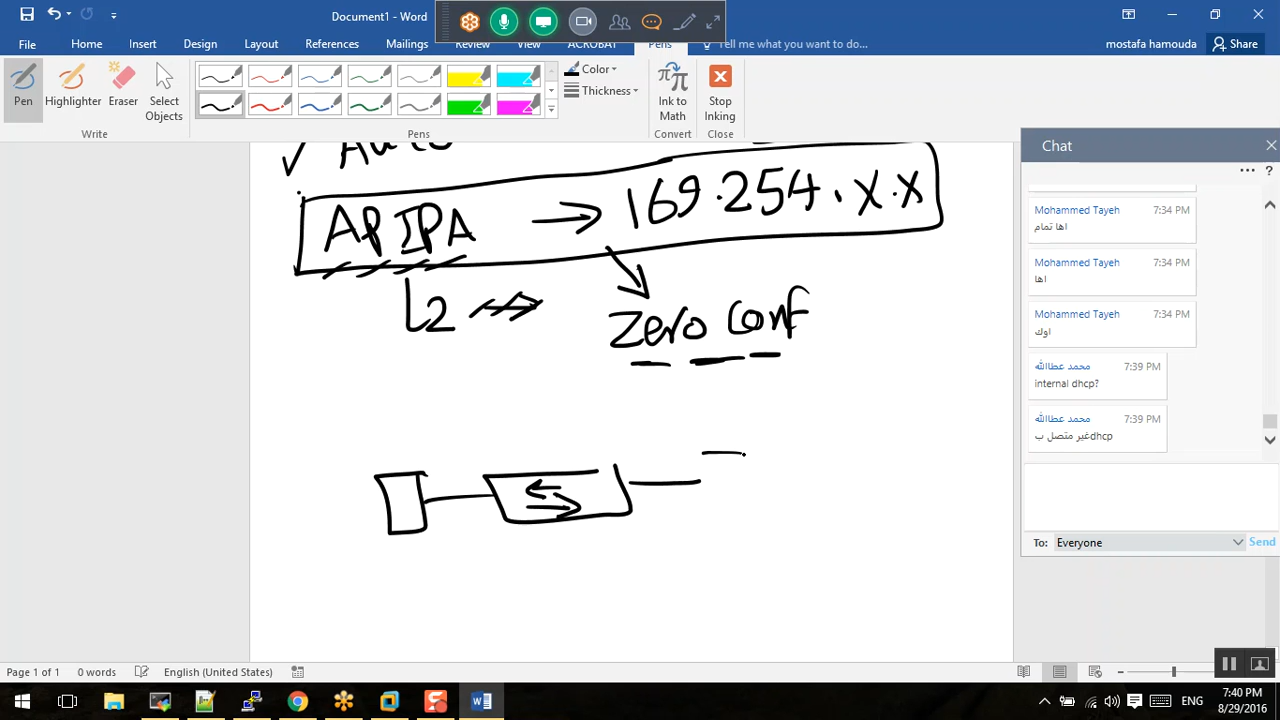 Document1 - Word
File Home Insert Design Layout References Mailings Review View ACROBAT Pens Tell me what you want to do...
mostafa hamouda Share
Pen Highlighter Eraser Select Objects
Color
Thickness
Ink to Math
Stop Inking
Write Pens Convert Close
✓ Auto
APIPA → 169.254.x.x
L2
Zero Conf
Chat
Mohammed Tayeh 7:34 PM
اها تمام
Mohammed Tayeh 7:34 PM
اها
Mohammed Tayeh 7:34 PM
اوك
محمد عطاالله 7:39 PM
internal dhcp?
محمد عطاالله 7:39 PM
غير متصل ب dhcp
To: Everyone Send
Page 1 of 1 0 words English (United States)
ENG
7:40 PM
8/29/2016